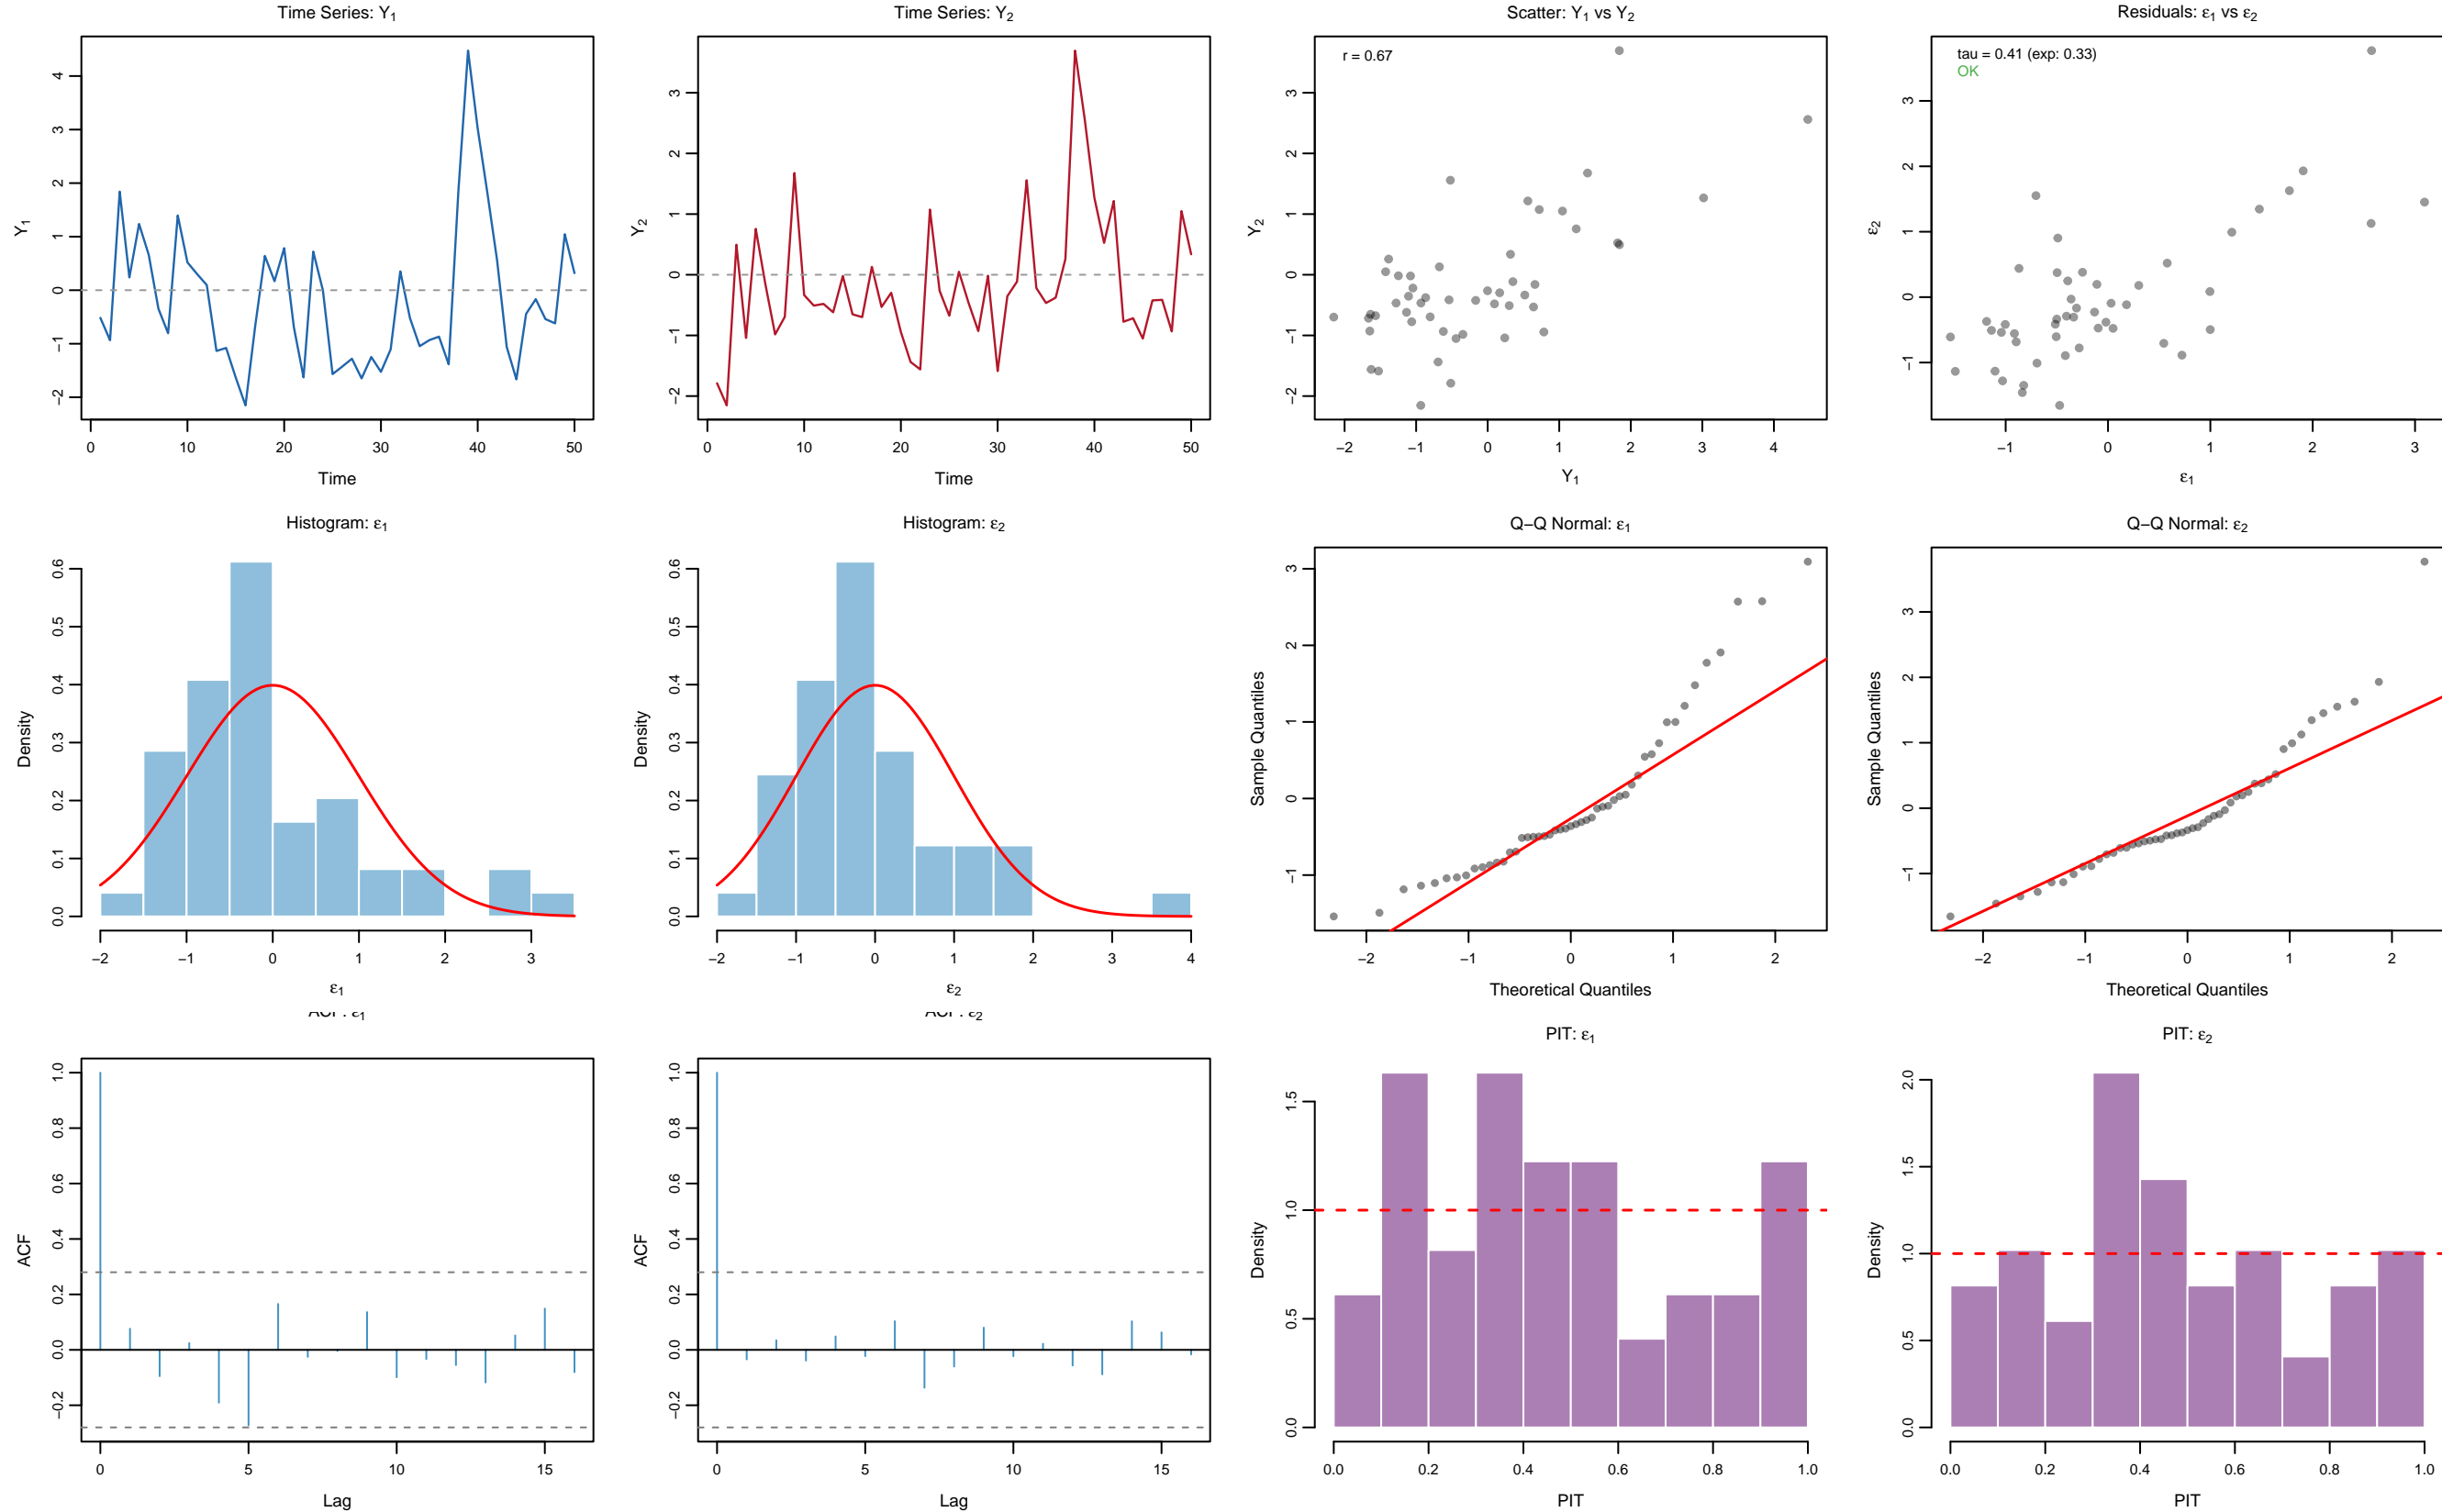 Time Series: Y₁
Y₁
−2 −1 0 1 2 3 4
0 10 20 30 40 50
Time
Time Series: Y₂
Y₂
−2 −1 0 1 2 3
0 10 20 30 40 50
Time
Scatter: Y₁ vs Y₂
r = 0.67
Y₂
−2 −1 0 1 2 3
−2 −1 0 1 2 3 4
Y₁
Residuals: ε₁ vs ε₂
tau = 0.41 (exp: 0.33)
OK
ε₂
−1 0 1 2 3
−1 0 1 2 3
ε₁
Histogram: ε₁
Density
0.0 0.1 0.2 0.3 0.4 0.5 0.6
−2 −1 0 1 2 3
ε₁
Histogram: ε₂
Density
0.0 0.1 0.2 0.3 0.4 0.5 0.6
−2 −1 0 1 2 3 4
ε₂
Q−Q Normal: ε₁
Sample Quantiles
−1 0 1 2 3
−2 −1 0 1 2
Theoretical Quantiles
Q−Q Normal: ε₂
Sample Quantiles
−1 0 1 2 3
−2 −1 0 1 2
Theoretical Quantiles
ACF: ε₁
ACF
−0.2 0.0 0.2 0.4 0.6 0.8 1.0
0 5 10 15
Lag
ACF: ε₂
ACF
−0.2 0.0 0.2 0.4 0.6 0.8 1.0
0 5 10 15
Lag
PIT: ε₁
Density
0.0 0.5 1.0 1.5
0.0 0.2 0.4 0.6 0.8 1.0
PIT
PIT: ε₂
Density
0.0 0.5 1.0 1.5 2.0
0.0 0.2 0.4 0.6 0.8 1.0
PIT